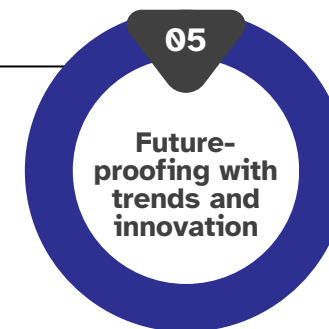 05
Future-
proofing with
trends and
innovation